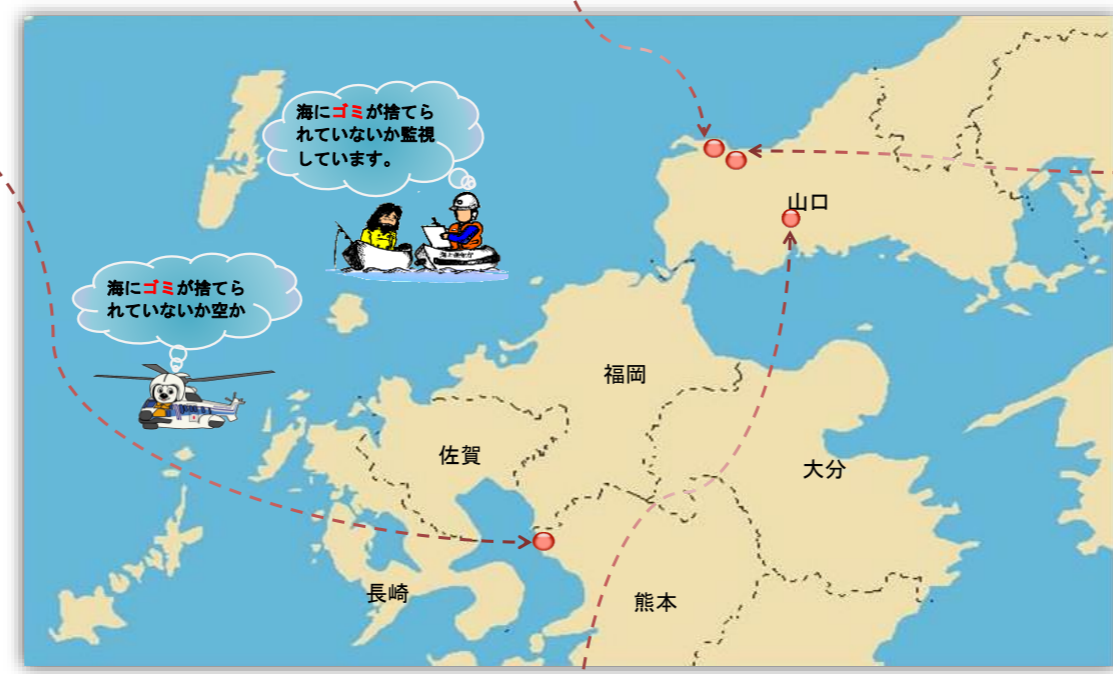 海にゴミが捨てら
れていないか監視
しています。
山口
海にゴミが捨てら
れていないか空か
福岡
佐賀
大分
長崎
熊本